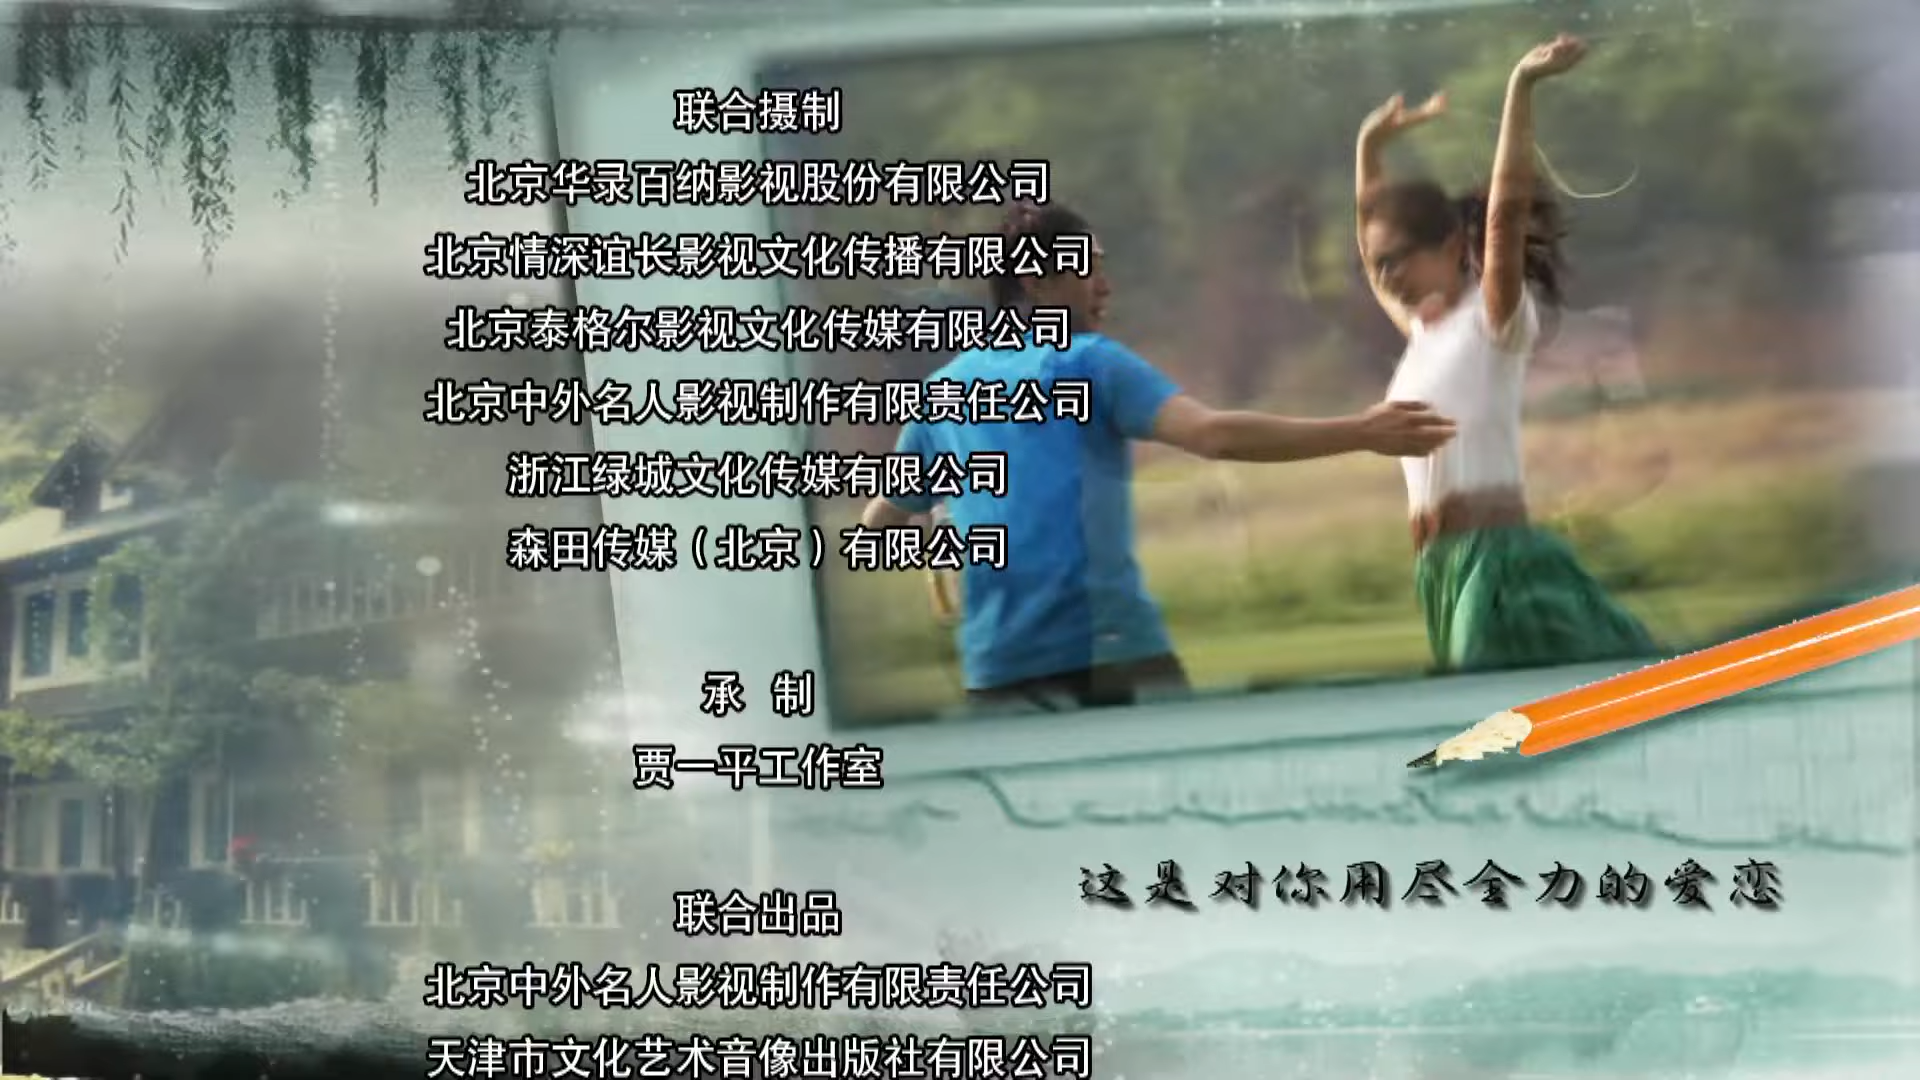 联合摄制
北京华录百纳影视股份有限公司
北京情深谊长影视文化传播有限公司
北京泰格尔影视文化传媒有限公司
北京中外名人影视制作有限责任公司
浙江绿城文化传媒有限公司
森田传媒（北京）有限公司
承 制
贾一平工作室
这是对你用尽全力的爱恋
联合出品
北京中外名人影视制作有限责任公司
天津市文化艺术音像出版社有限公司